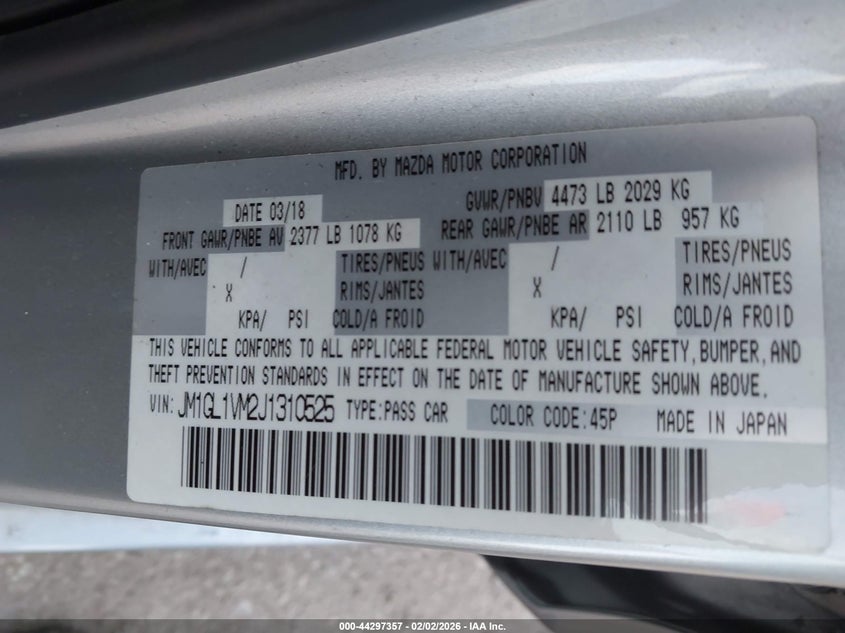 MFD. BY MAZDA MOTOR CORPORATION
DATE 03/18 GVWR/PNBV 4473 LB 2029 KG
FRONT GAWR/PNBE AV 2377 LB 1078 KG REAR GAWR/PNBE AR 2110 LB 957 KG
WITH/AVEC / TIRES/PNEUS WITH/AVEC / TIRES/PNEUS
X RIMS/JANTES X RIMS/JANTES
KPA/ PSI COLD/A FROID KPA/ PSI COLD/A FROID
THIS VEHICLE CONFORMS TO ALL APPLICABLE FEDERAL MOTOR VEHICLE SAFETY, BUMPER, AND
THEFT PREVENTION STANDARDS IN EFFECT ON THE DATE OF MANUFACTURE SHOWN ABOVE.
VIN: JM1GL1VM2J1310525 TYPE: PASS CAR COLOR CODE: 45P MADE IN JAPAN
000-44297357 - 02/02/2026 - IAA Inc.